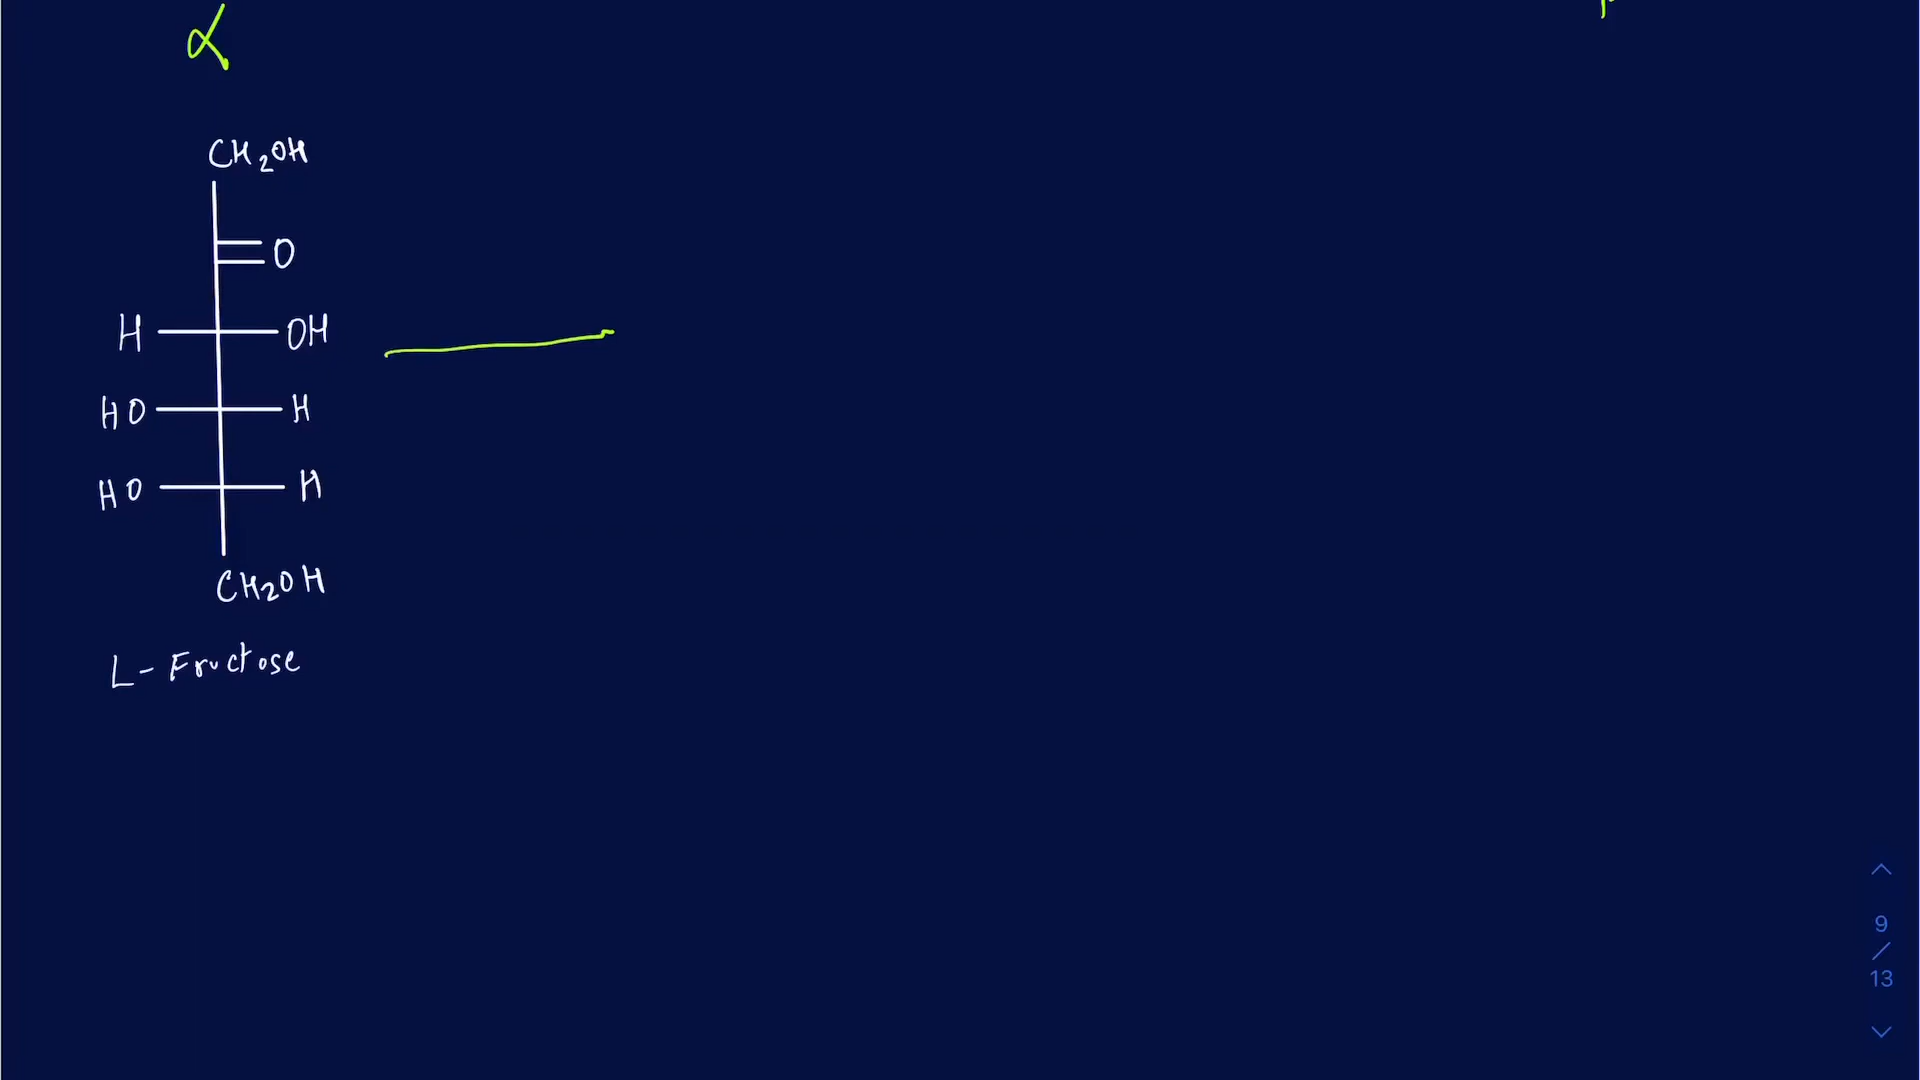 α
CH₂OH
O
H OH
HO H
HO H
CH₂OH
L- Fructose
9
/
13